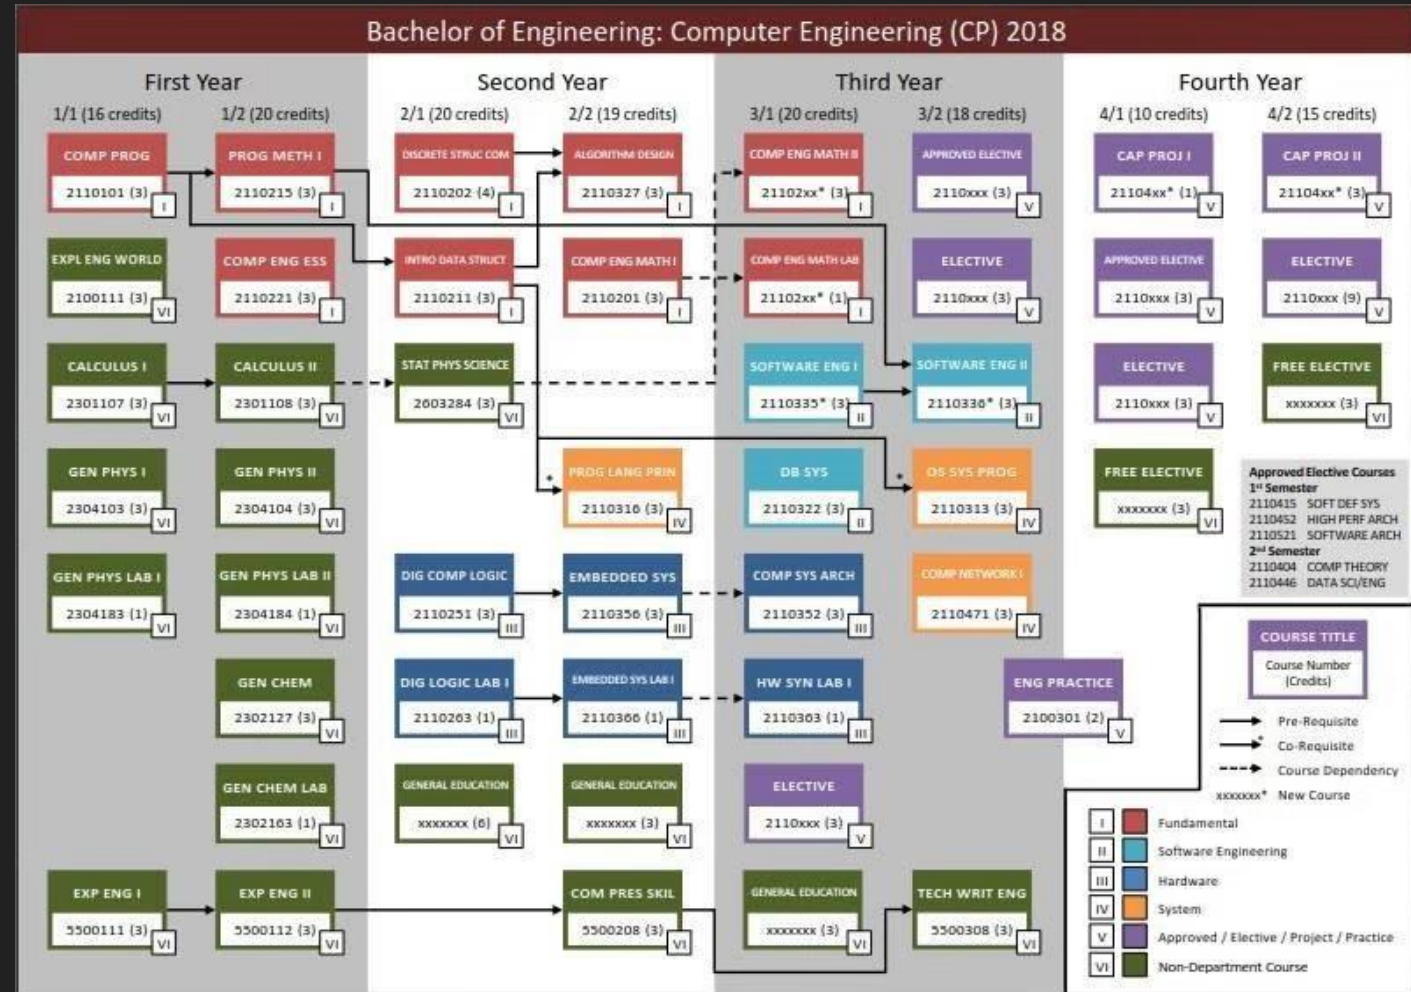 Bachelor of Engineering: Computer Engineering (CP) 2018
First Year
1/1 (16 credits)
COMP PROG
2110101 (3)
I
EXPL ENG WORLD
2100111 (3)
VI
CALCULUS I
2301107 (3)
VI
GEN PHYS I
2304103 (3)
VI
GEN PHYS LAB I
2304183 (1)
VI
EXP ENG I
5500111 (3)
VI
1/2 (20 credits)
PROG METH I
2110215 (3)
I
COMP ENG ESS
2110221 (3)
I
CALCULUS II
2301108 (3)
VI
GEN PHYS II
2304104 (3)
VI
GEN PHYS LAB II
2304184 (1)
VI
GEN CHEM
2302127 (3)
VI
GEN CHEM LAB
2302163 (1)
VI
EXP ENG II
5500112 (3)
VI
Second Year
2/1 (20 credits)
DISCRETE STRUC COM
2110202 (4)
I
INTRO DATA STRUCT
2110211 (3)
I
STAT PHYS SCIENCE
2603284 (3)
VI
DIG COMP LOGIC
2110251 (3)
III
DIG LOGIC LAB I
2110263 (1)
III
GENERAL EDUCATION
xxxxxxx (6)
VI
2/2 (19 credits)
ALGORITHM DESIGN
2110327 (3)
I
COMP ENG MATH I
2110201 (3)
I
*
PROG LANG PRIN
2110316 (3)
IV
EMBEDDED SYS
2110356 (3)
III
EMBEDDED SYS LAB I
2110366 (1)
III
GENERAL EDUCATION
xxxxxxx (3)
VI
COM PRES SKIL
5500208 (3)
VI
Third Year
3/1 (20 credits)
COMP ENG MATH II
21102xx* (3)
I
COMP ENG MATH LAB
21102xx* (1)
I
SOFTWARE ENG I
2110335* (3)
II
DB SYS
2110322 (3)
II
COMP SYS ARCH
2110352 (3)
III
HW SYN LAB I
2110363 (1)
III
ELECTIVE
2110xxx (3)
V
GENERAL EDUCATION
xxxxxxx (3)
VI
3/2 (18 credits)
APPROVED ELECTIVE
2110xxx (3)
V
ELECTIVE
2110xxx (3)
V
SOFTWARE ENG II
2110336* (3)
II
*
OS SYS PROG
2110313 (3)
IV
COMP NETWORK I
2110471 (3)
IV
ENG PRACTICE
2100301 (2)
V
TECH WRIT ENG
5500308 (3)
VI
Fourth Year
4/1 (10 credits)
CAP PROJ I
21104xx* (1)
V
APPROVED ELECTIVE
2110xxx (3)
V
ELECTIVE
2110xxx (3)
V
FREE ELECTIVE
xxxxxxx (3)
VI
4/2 (15 credits)
CAP PROJ II
21104xx* (3)
V
ELECTIVE
2110xxx (9)
V
FREE ELECTIVE
xxxxxxx (3)
VI
Approved Elective Courses
1st Semester
2110415 SOFT DEF SYS
2110452 HIGH PERF ARCH
2110521 SOFTWARE ARCH
2nd Semester
2110404 COMP THEORY
2110446 DATA SCI/ENG
COURSE TITLE
Course Number
(Credits)
Pre-Requisite
* Co-Requisite
Course Dependency
xxxxxxx* New Course
I Fundamental
II Software Engineering
III Hardware
IV System
V Approved / Elective / Project / Practice
VI Non-Department Course